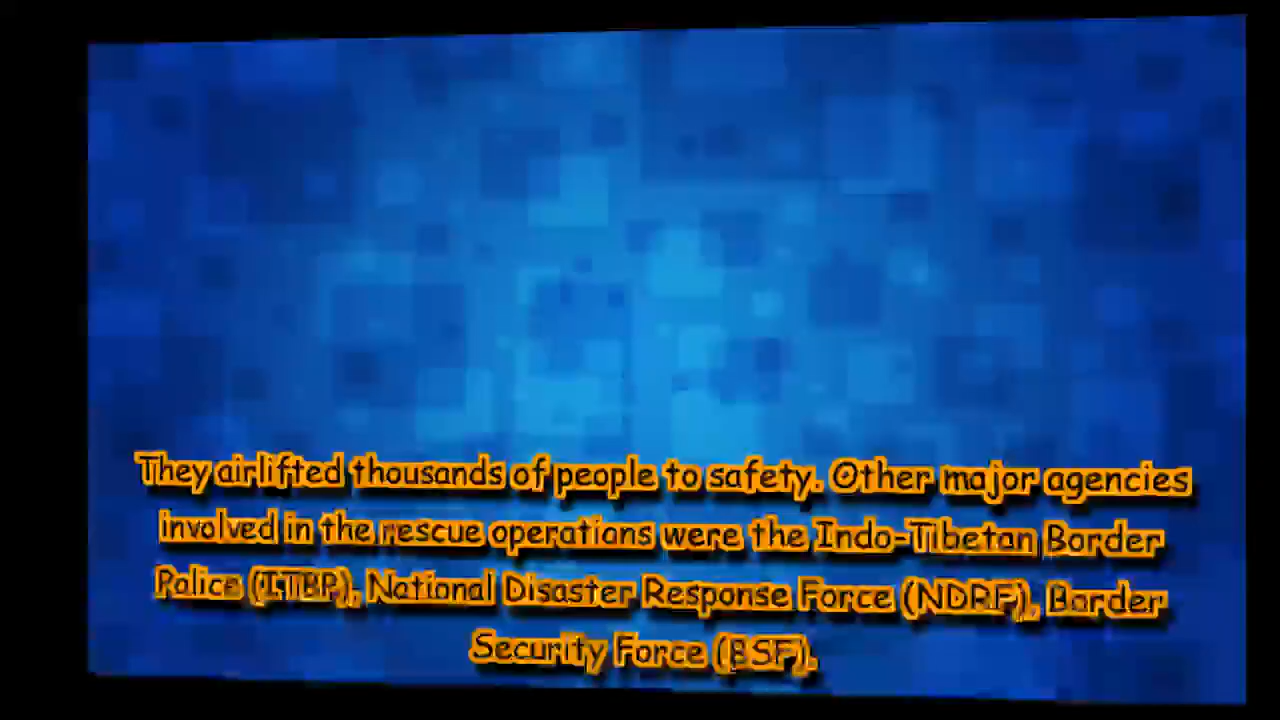 They airlifted thousands of people to safety. Other major agencies
involved in the rescue operations were the Indo-Tibetan Border
Police (ITBP), National Disaster Response Force (NDRF), Border
Security Force (BSF).